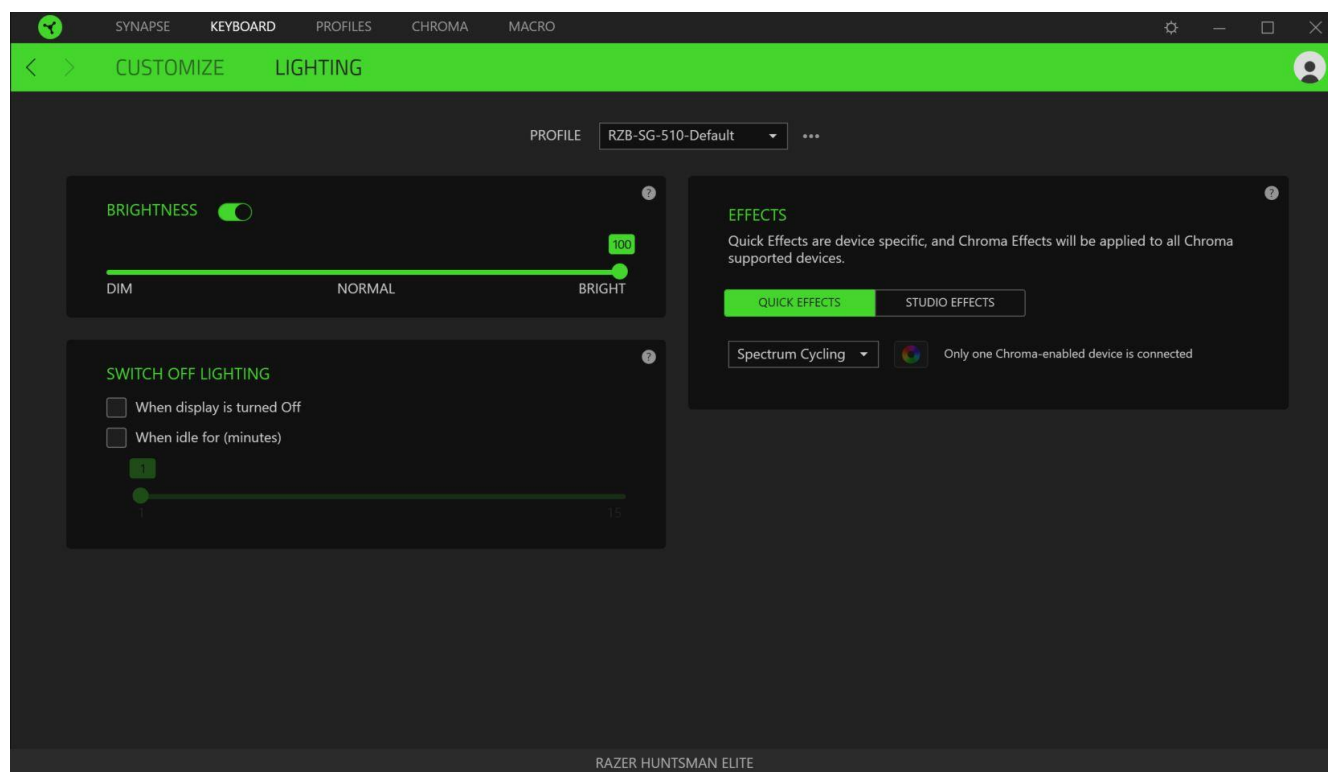 SYNAPSE KEYBOARD PROFILES CHROMA MACRO
CUSTOMIZE LIGHTING
PROFILE RZB-SG-510-Default
BRIGHTNESS
100
DIM NORMAL BRIGHT
SWITCH OFF LIGHTING
When display is turned Off
When idle for (minutes)
1
1 15
EFFECTS
Quick Effects are device specific, and Chroma Effects will be applied to all Chroma
supported devices.
QUICK EFFECTS STUDIO EFFECTS
Spectrum Cycling Only one Chroma-enabled device is connected
RAZER HUNTSMAN ELITE